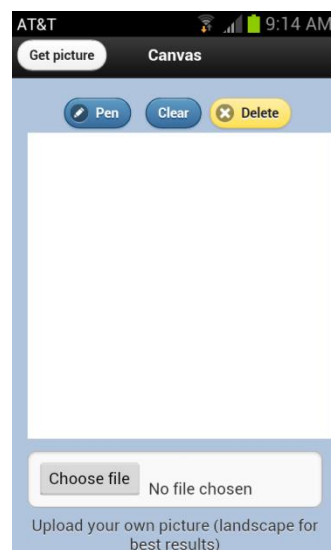 AT&T 9:14 AM
Get picture Canvas
Pen Clear Delete
Choose file No file chosen
Upload your own picture (landscape for
best results)